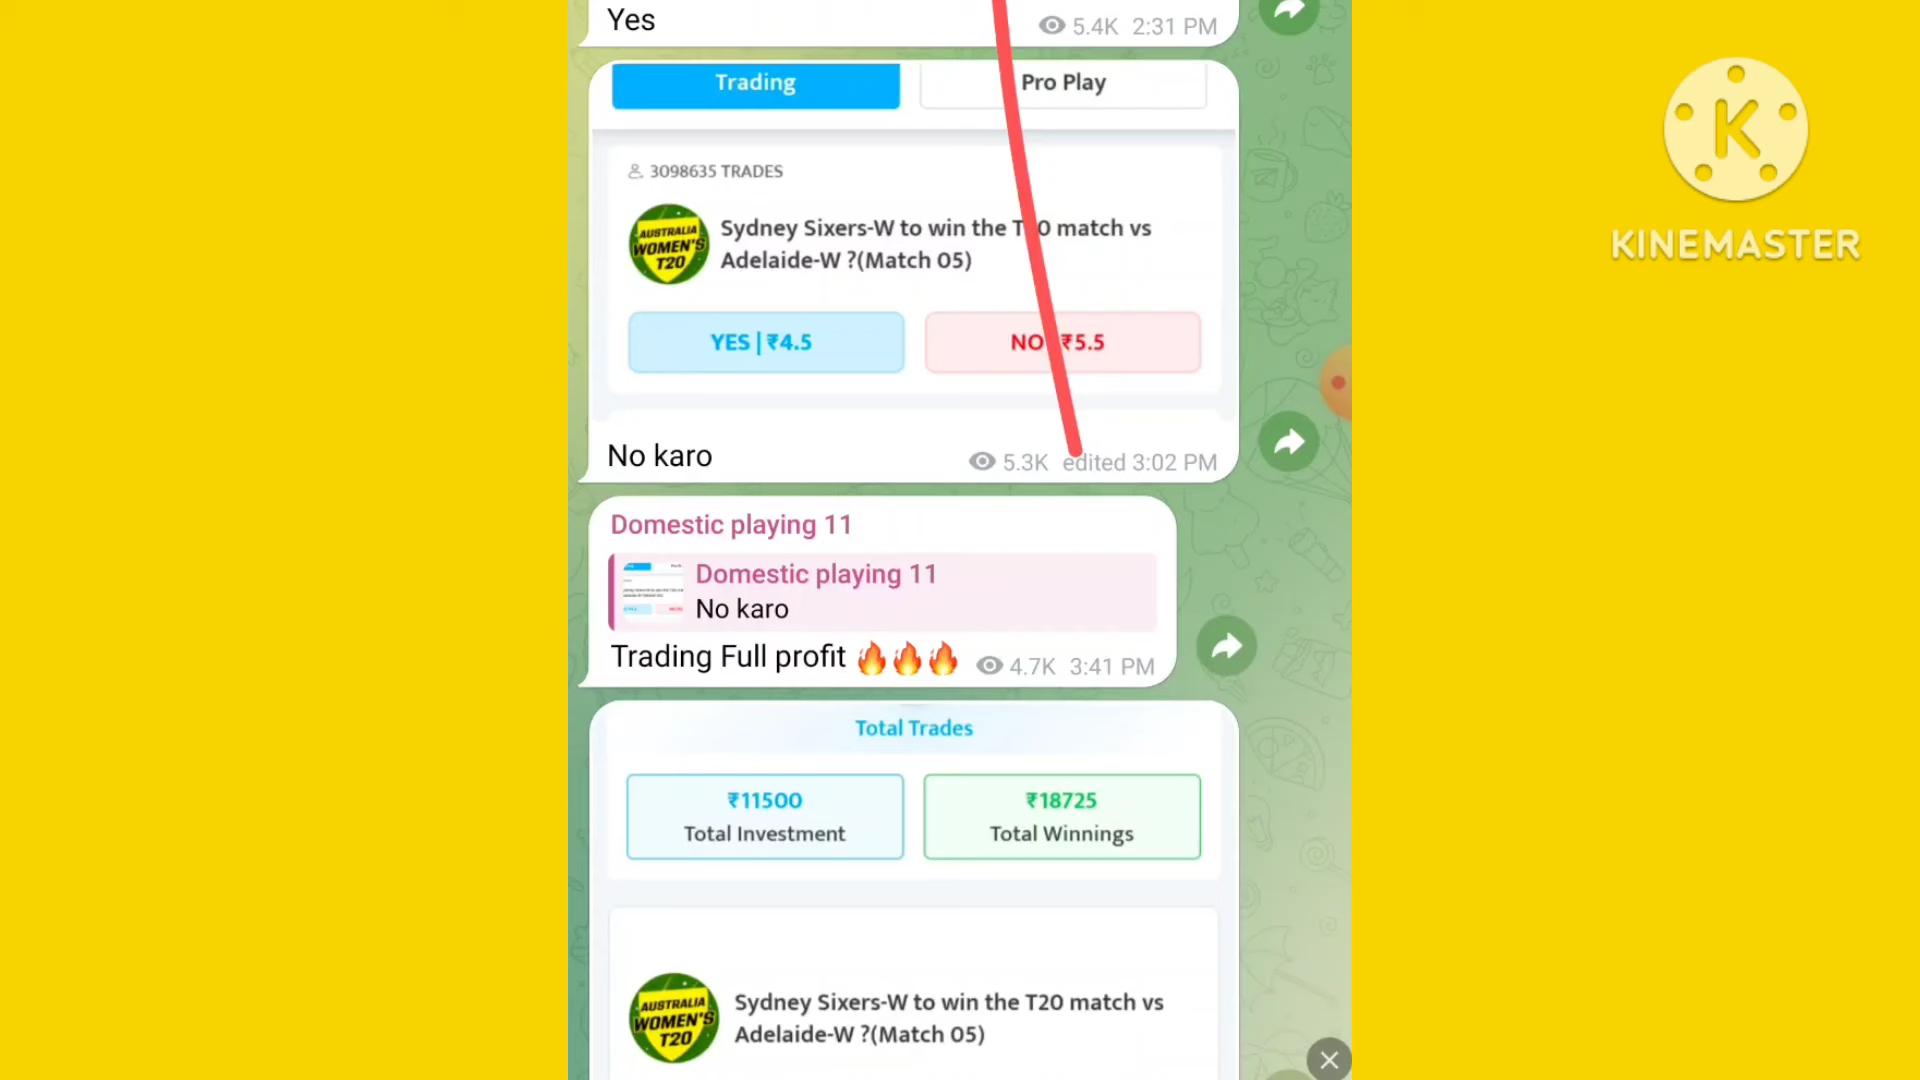 Yes
5.4K 2:31 PM
Trading
Pro Play
3098635 TRADES
AUSTRALIA WOMEN'S T20
Sydney Sixers-W to win the T20 match vs
Adelaide-W ?(Match 05)
YES | ₹4.5
NO ₹5.5
No karo
5.3K edited 3:02 PM
Domestic playing 11
Domestic playing 11
No karo
Trading Full profit 🔥🔥🔥 4.7K 3:41 PM
Total Trades
₹11500
Total Investment
₹18725
Total Winnings
AUSTRALIA WOMEN'S T20
Sydney Sixers-W to win the T20 match vs
Adelaide-W ?(Match 05)
K
KINEMASTER